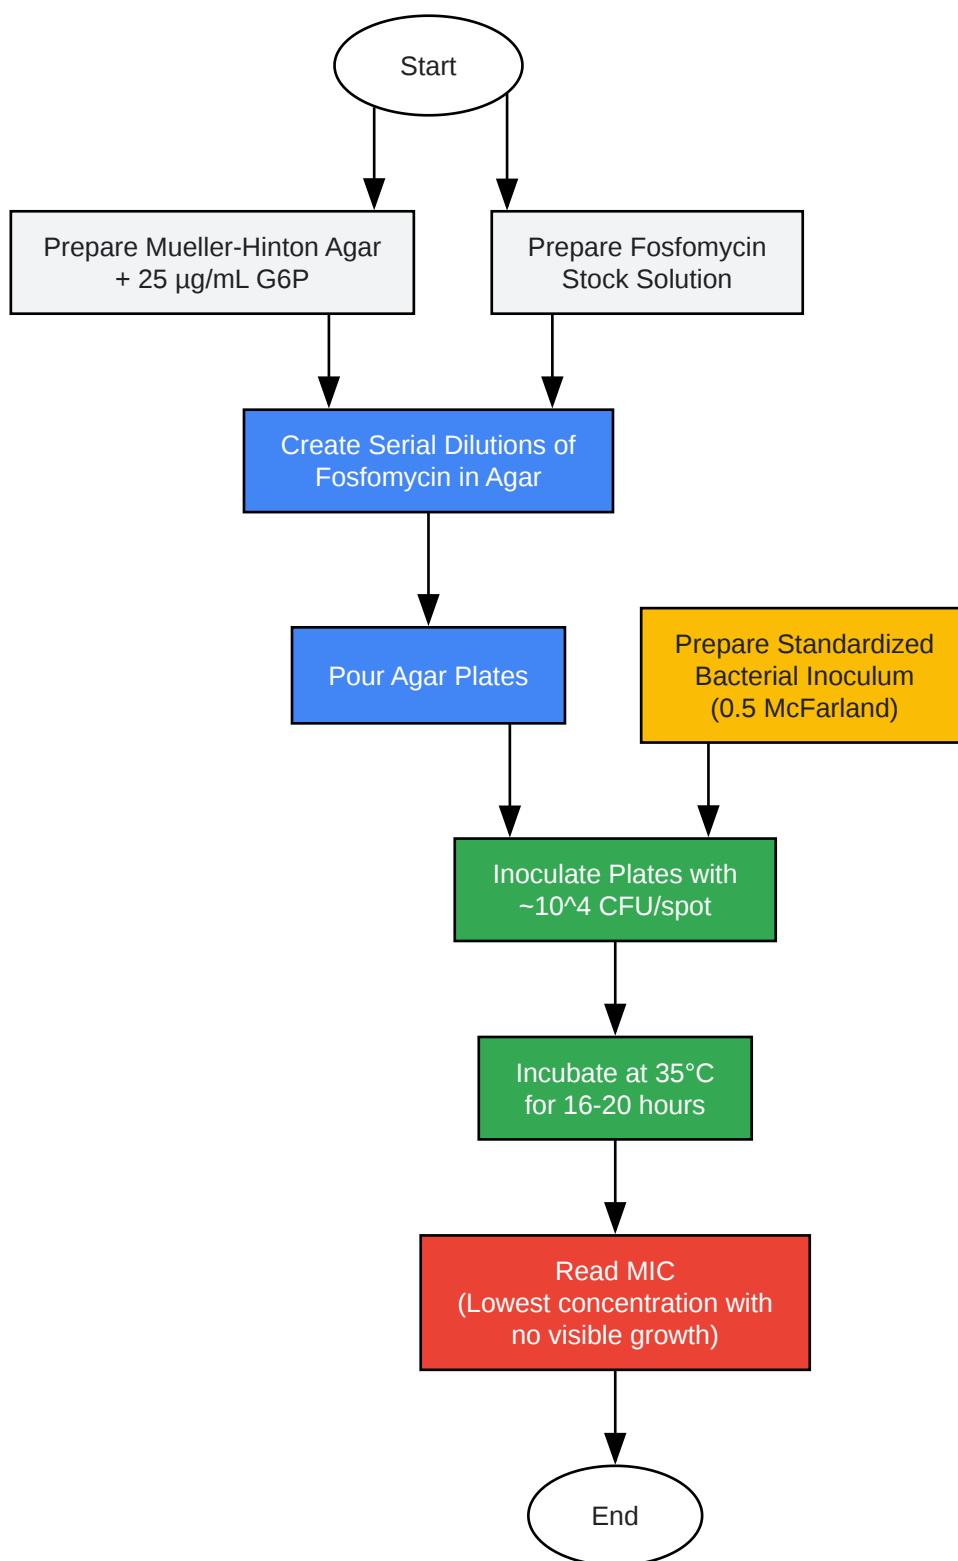 Start
Prepare Mueller-Hinton Agar
+ 25 µg/mL G6P
Prepare Fosfomycin
Stock Solution
Create Serial Dilutions of
Fosfomycin in Agar
Pour Agar Plates
Prepare Standardized
Bacterial Inoculum
(0.5 McFarland)
Inoculate Plates with
~10^4 CFU/spot
Incubate at 35°C
for 16-20 hours
Read MIC
(Lowest concentration with
no visible growth)
End